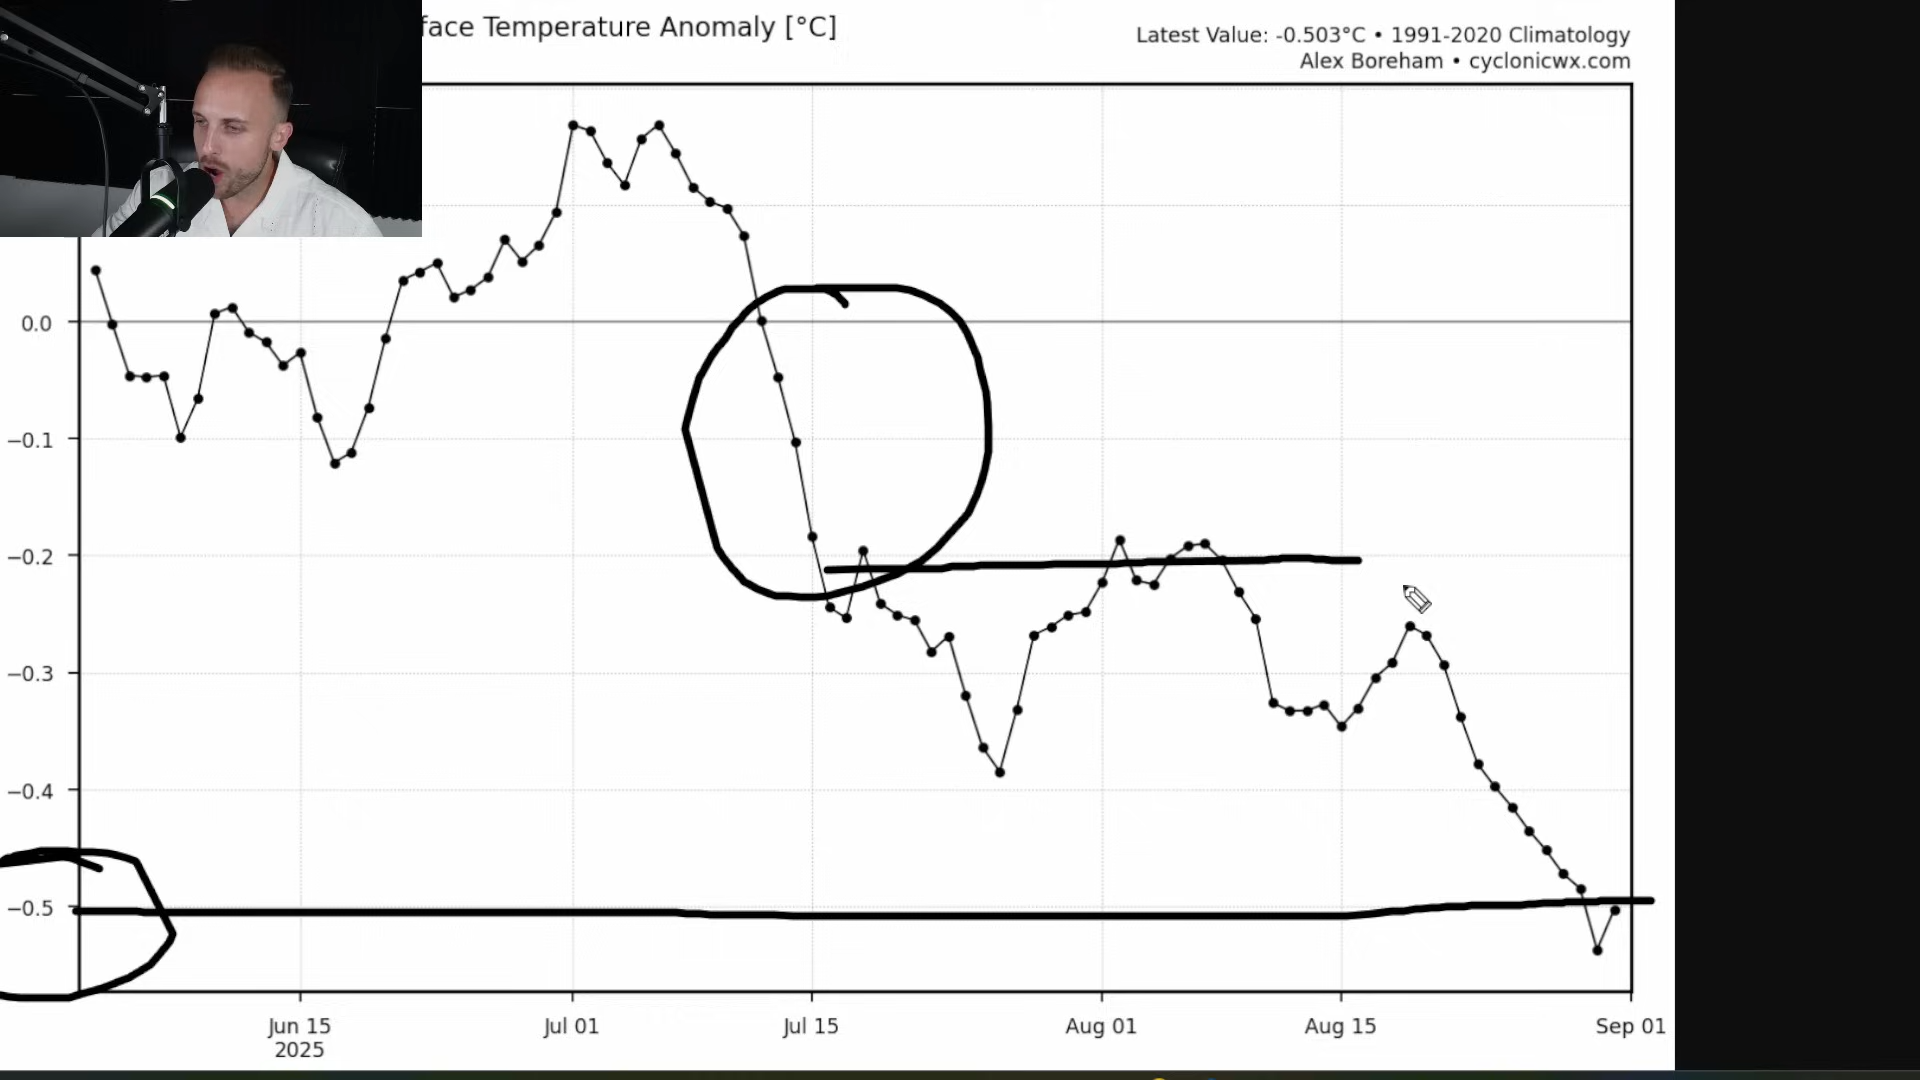 face Temperature Anomaly [°C]
Latest Value: -0.503°C • 1991-2020 Climatology
Alex Boreham • cyclonicwx.com
0.0
−0.1
−0.2
−0.3
−0.4
−0.5
Jun 15
2025
Jul 01
Jul 15
Aug 01
Aug 15
Sep 01